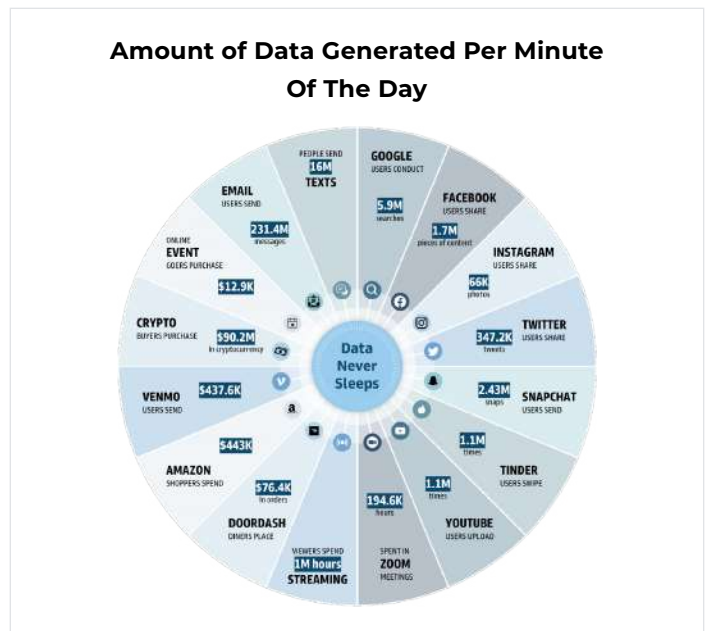 Amount of Data Generated Per Minute
Of The Day
GOOGLE
USERS CONDUCT
5.9M
searches
FACEBOOK
USERS SHARE
1.7M
pieces of content
INSTAGRAM
USERS SHARE
66K
photos
TWITTER
USERS SHARE
347.2K
tweets
SNAPCHAT
USERS SEND
2.43M
snaps
TINDER
USERS SWIPE
1.1M
times
YOUTUBE
USERS UPLOAD
1.1M
times
SPENT IN
ZOOM
MEETINGS
194.6K
hours
VIEWERS SPEND
1M hours
STREAMING
DOORDASH
DINERS PLACE
$76.4K
in orders
AMAZON
SHOPPERS SPEND
$443K
VENMO
USERS SEND
$437.6K
CRYPTO
BUYERS PURCHASE
$90.2M
in cryptocurrency
ONLINE
EVENT
GOERS PURCHASE
$12.9K
EMAIL
USERS SEND
231.4M
messages
PEOPLE SEND
16M
TEXTS
Data
Never
Sleeps